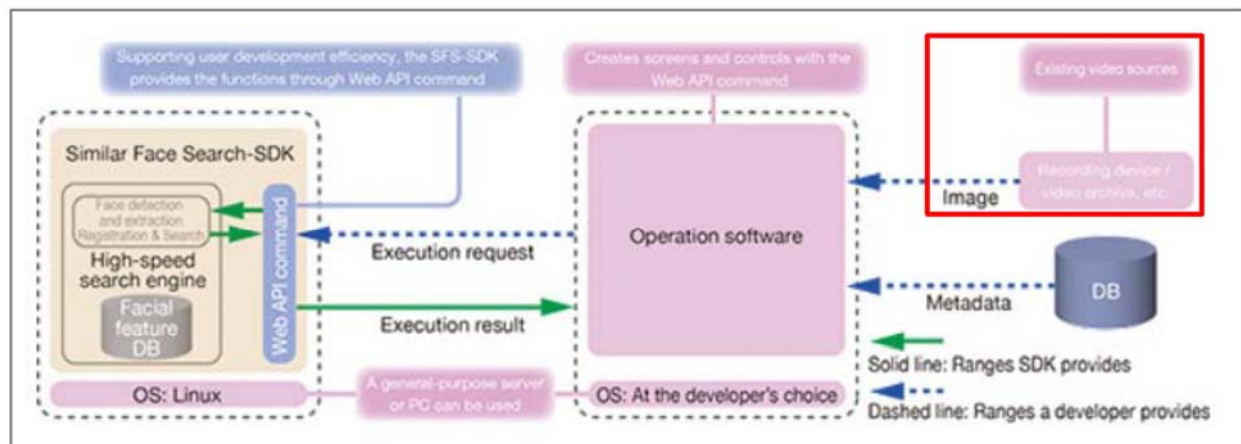 Supporting user development efficiency, the SFS-SDK
provides the functions through Web API command
Creates screens and controls with the
Web API command
Existing video sources
Similar Face Search-SDK
Face detection
and extraction
Registration & Search
High-speed
search engine
Facial
feature
DB
Web API command
Execution request
Execution result
Operation software
Recording device /
video archive, etc.
Image
Metadata
DB
Solid line: Ranges SDK provides
Dashed line: Ranges a developer provides
OS: Linux
A general-purpose server
or PC can be used
OS: At the developer's choice